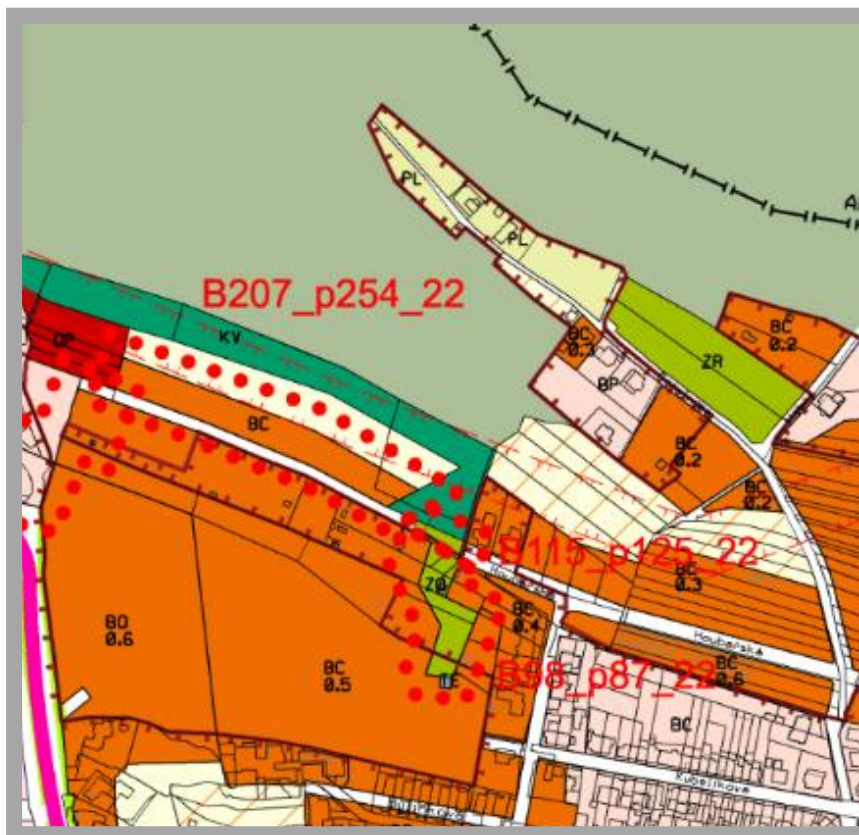 PL
PL
B207_p254_22
KV
OP
BC
0.3
BC
0.2
ZR
BP
BC
BC
0.2
BC
0.2
B115_p125_22
BC
0.3
BO
0.6
BC
0.5
0.4
Houbařská
BC
0.6
B98_p87_22
BC
Kubelíkova